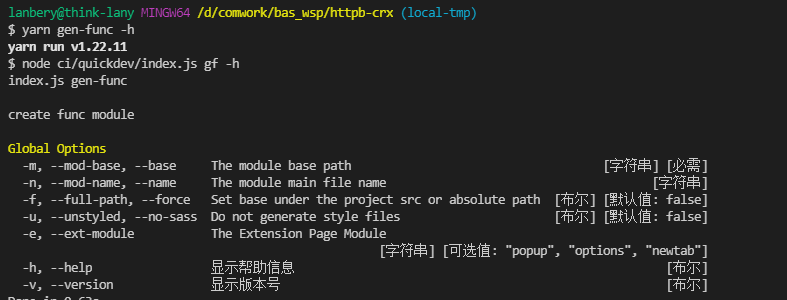 lanbery@think-lany MINGW64 /d/comwork/bas_wsp/httpb-crx (local-tmp)
$ yarn gen-func -h
yarn run v1.22.11
$ node ci/quickdev/index.js gf -h
index.js gen-func
create func module
Global Options
-m, --mod-base, --base The module base path [字符串] [必需]
-n, --mod-name, --name The module main file name [字符串]
-f, --full-path, --force Set base under the project src or absolute path [布尔] [默认值: false]
-u, --unstyled, --no-sass Do not generate style files [布尔] [默认值: false]
-e, --ext-module The Extension Page Module
[字符串] [可选值: "popup", "options", "newtab"]
-h, --help 显示帮助信息 [布尔]
-v, --version 显示版本号 [布尔]